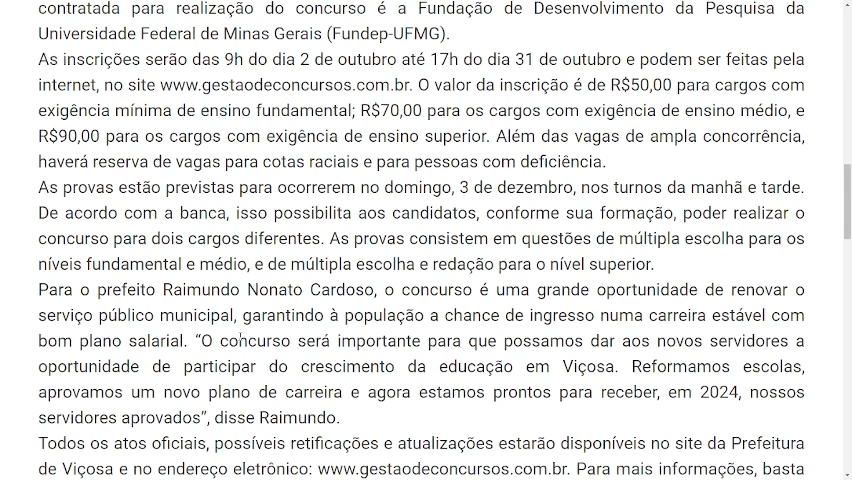 contratada para realização do concurso é a Fundação de Desenvolvimento da Pesquisa da
Universidade Federal de Minas Gerais (Fundep-UFMG).
As inscrições serão das 9h do dia 2 de outubro até 17h do dia 31 de outubro e podem ser feitas pela
internet, no site www.gestaodeconcursos.com.br. O valor da inscrição é de R$50,00 para cargos com
exigência mínima de ensino fundamental; R$70,00 para os cargos com exigência de ensino médio, e
R$90,00 para os cargos com exigência de ensino superior. Além das vagas de ampla concorrência,
haverá reserva de vagas para cotas raciais e para pessoas com deficiência.
As provas estão previstas para ocorrerem no domingo, 3 de dezembro, nos turnos da manhã e tarde.
De acordo com a banca, isso possibilita aos candidatos, conforme sua formação, poder realizar o
concurso para dois cargos diferentes. As provas consistem em questões de múltipla escolha para os
níveis fundamental e médio, e de múltipla escolha e redação para o nível superior.
Para o prefeito Raimundo Nonato Cardoso, o concurso é uma grande oportunidade de renovar o
serviço público municipal, garantindo à população a chance de ingresso numa carreira estável com
bom plano salarial. “O concurso será importante para que possamos dar aos novos servidores a
oportunidade de participar do crescimento da educação em Viçosa. Reformamos escolas,
aprovamos um novo plano de carreira e agora estamos prontos para receber, em 2024, nossos
servidores aprovados”, disse Raimundo.
Todos os atos oficiais, possíveis retificações e atualizações estarão disponíveis no site da Prefeitura
de Viçosa e no endereço eletrônico: www.gestaodeconcursos.com.br. Para mais informações, basta